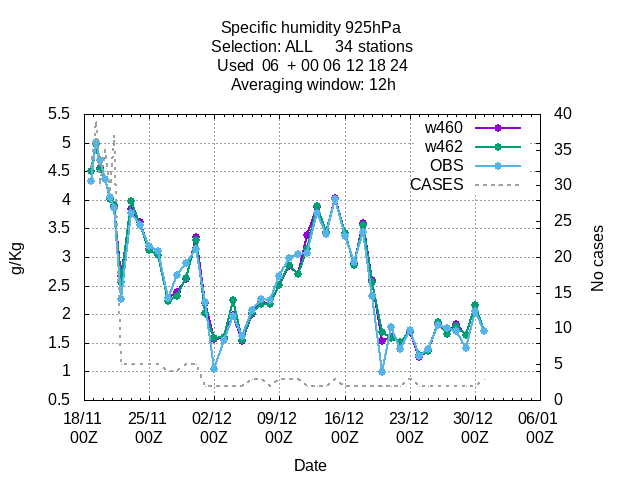 Specific humidity 925hPa
Selection: ALL     34 stations
Used  06  + 00 06 12 18 24
Averaging window: 12h
w460
w462
OBS
CASES
g/Kg
5.5
5
4.5
4
3.5
3
2.5
2
1.5
1
0.5
40
35
30
25
20
15
10
5
0
No cases
18/11 25/11 02/12 09/12 16/12 23/12 30/12 06/01
00Z 00Z 00Z 00Z 00Z 00Z 00Z 00Z
Date